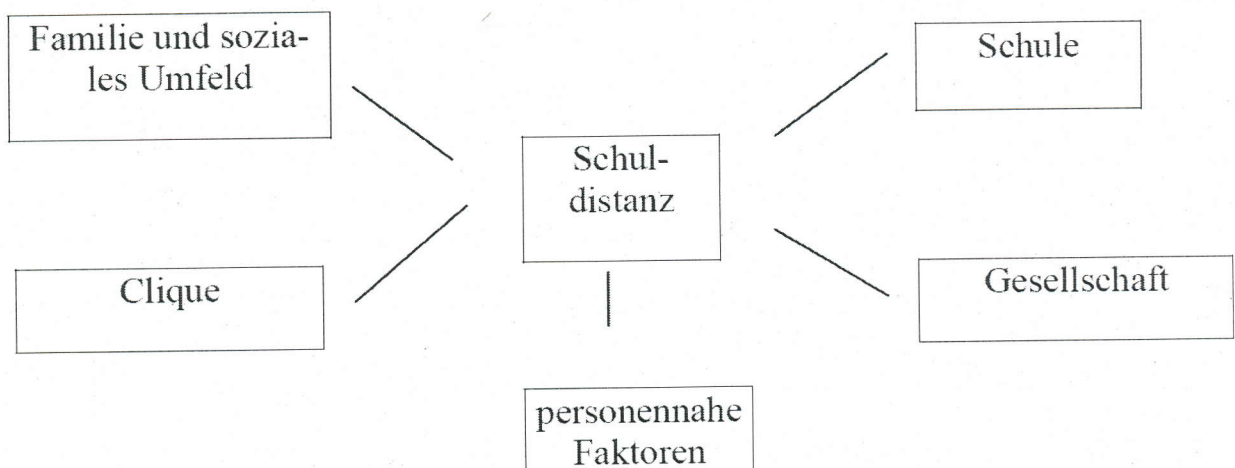 Familie und sozia-
les Umfeld
Schule
Schul-
distanz
Clique
Gesellschaft
personennahe
Faktoren